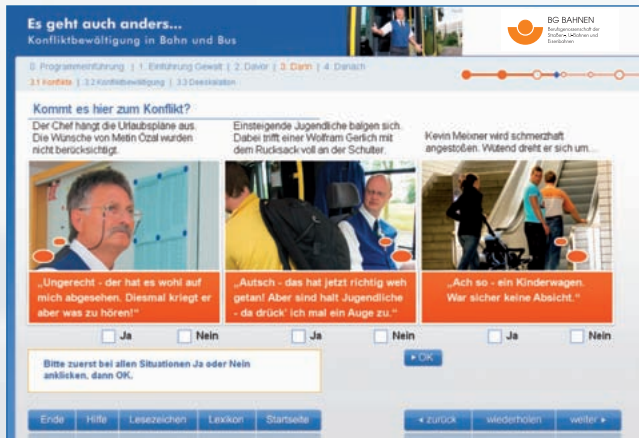 Es geht auch anders...
Konfliktbewältigung in Bahn und Bus
BG BAHNEN
Berufsgenossenschaft der
Straßen-, U-Bahnen und
Eisenbahnen
0. Programmeinführung | 1. Einführung Gewalt | 2. Davor | 3. Dann | 4. Danach
3.1 Konflikte | 3.2 Konfliktbewältigung | 3.3 Deeskalation
Kommt es hier zum Konflikt?
Der Chef hängt die Urlaubspläne aus.
Die Wünsche von Metin Özal wurden
nicht berücksichtigt.
Einsteigende Jugendliche balgen sich.
Dabei trifft einer Wolfram Gerlich mit
dem Rucksack voll an der Schulter.
Kevin Meixner wird schmerzhaft
angestoßen. Wütend dreht er sich um...
„Ungerecht - der hat es wohl auf
mich abgesehen. Diesmal kriegt er
aber was zu hören!“
„Autsch - das hat jetzt richtig weh
getan! Aber sind halt Jugendliche
- da drück' ich mal ein Auge zu.“
„Ach so - ein Kinderwagen.
War sicher keine Absicht.“
Ja Nein
Ja Nein
Ja Nein
Bitte zuerst bei allen Situationen Ja oder Nein
anklicken, dann OK.
OK
Ende Hilfe Lesezeichen Lexikon Startseite
zurück wiederholen weiter